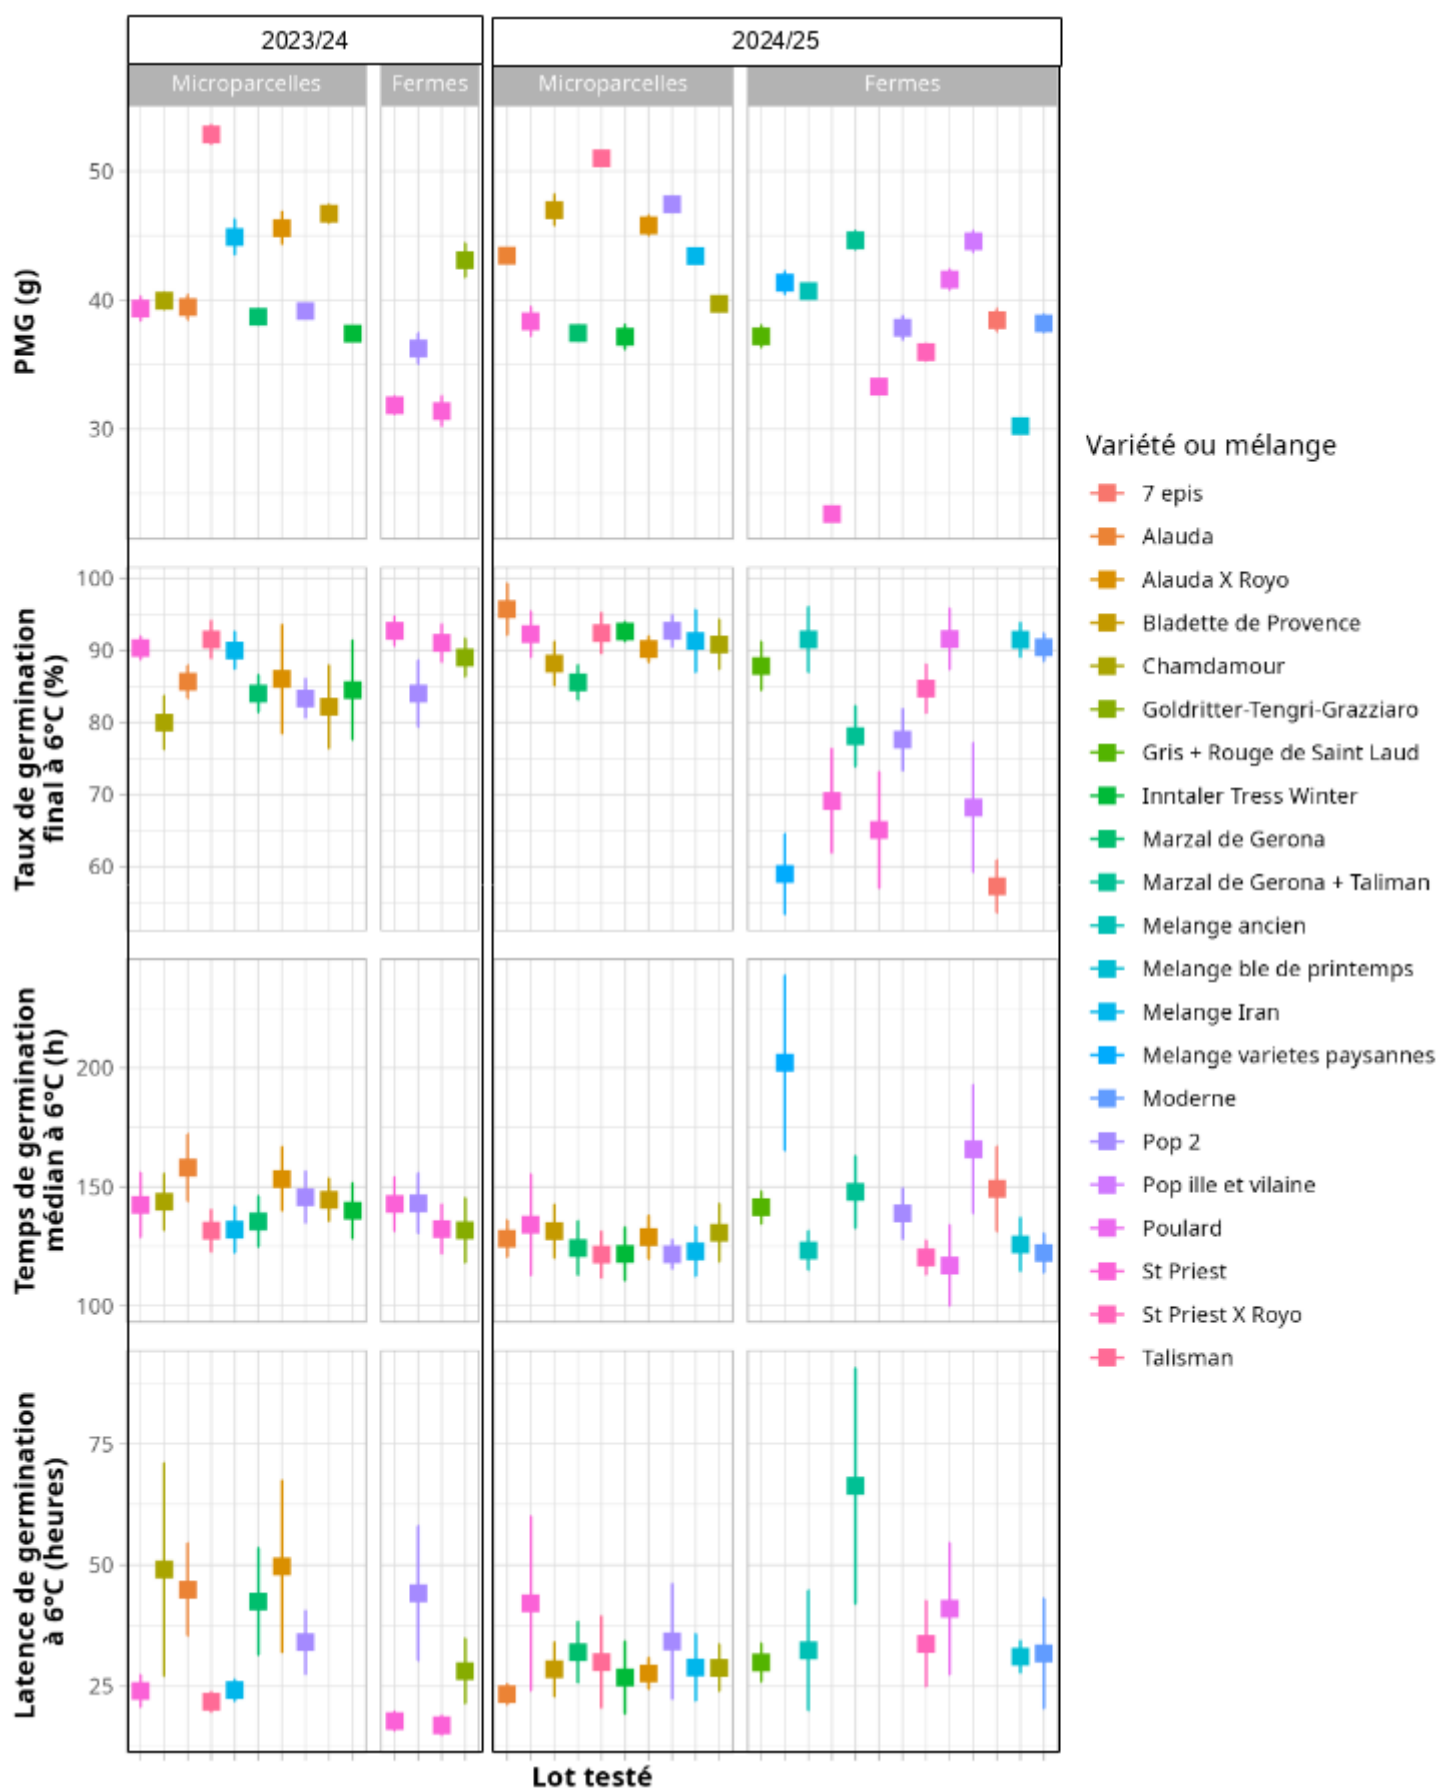 2023/24
2024/25
Microparcelles
Fermes
Microparcelles
Fermes
PMG (g)
50
40
30
Taux de germination
final à 6°C (%)
100
90
80
70
60
Temps de germination
médian à 6°C (h)
200
150
100
Latence de germination
à 6°C (heures)
75
50
25
Lot testé
Variété ou mélange
7 epis
Alauda
Alauda X Royo
Bladette de Provence
Chamdamour
Goldritter-Tengri-Grazziaro
Gris + Rouge de Saint Laud
Inntaler Tress Winter
Marzal de Gerona
Marzal de Gerona + Taliman
Melange ancien
Melange ble de printemps
Melange Iran
Melange varietes paysannes
Moderne
Pop 2
Pop ille et vilaine
Poulard
St Priest
St Priest X Royo
Talisman